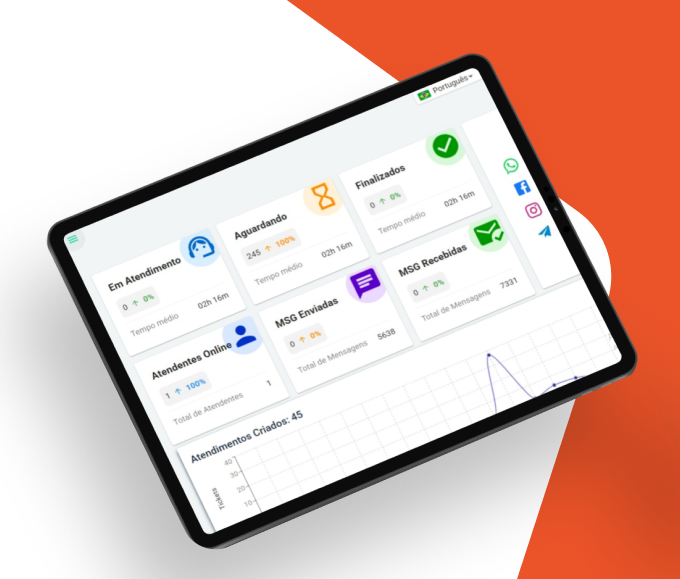 Português
Em Atendimento
0 ↑ 0%
Tempo médio 02h 16m
Aguardando
245 ↑ 100%
Tempo médio 02h 16m
Finalizados
0 ↑ 0%
Tempo médio 02h 16m
Atendentes Online
1 ↑ 100%
Total de Atendentes 1
MSG Enviadas
0 ↑ 0%
Total de Mensagens 5638
MSG Recebidas
0 ↑ 0%
Total de Mensagens 7331
Atendimentos Criados: 45
40
30
20
10
Tickets